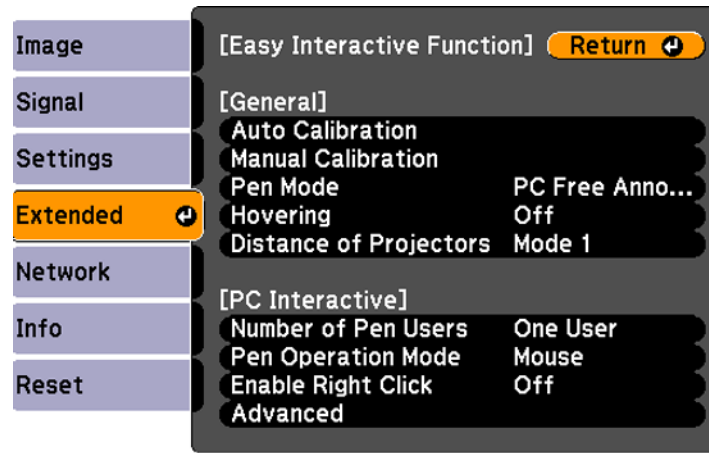 Image
Signal
Settings
Extended
Network
Info
Reset
[Easy Interactive Function] Return
[General]
Auto Calibration
Manual Calibration
Pen Mode PC Free Anno...
Hovering Off
Distance of Projectors Mode 1
[PC Interactive]
Number of Pen Users One User
Pen Operation Mode Mouse
Enable Right Click Off
Advanced